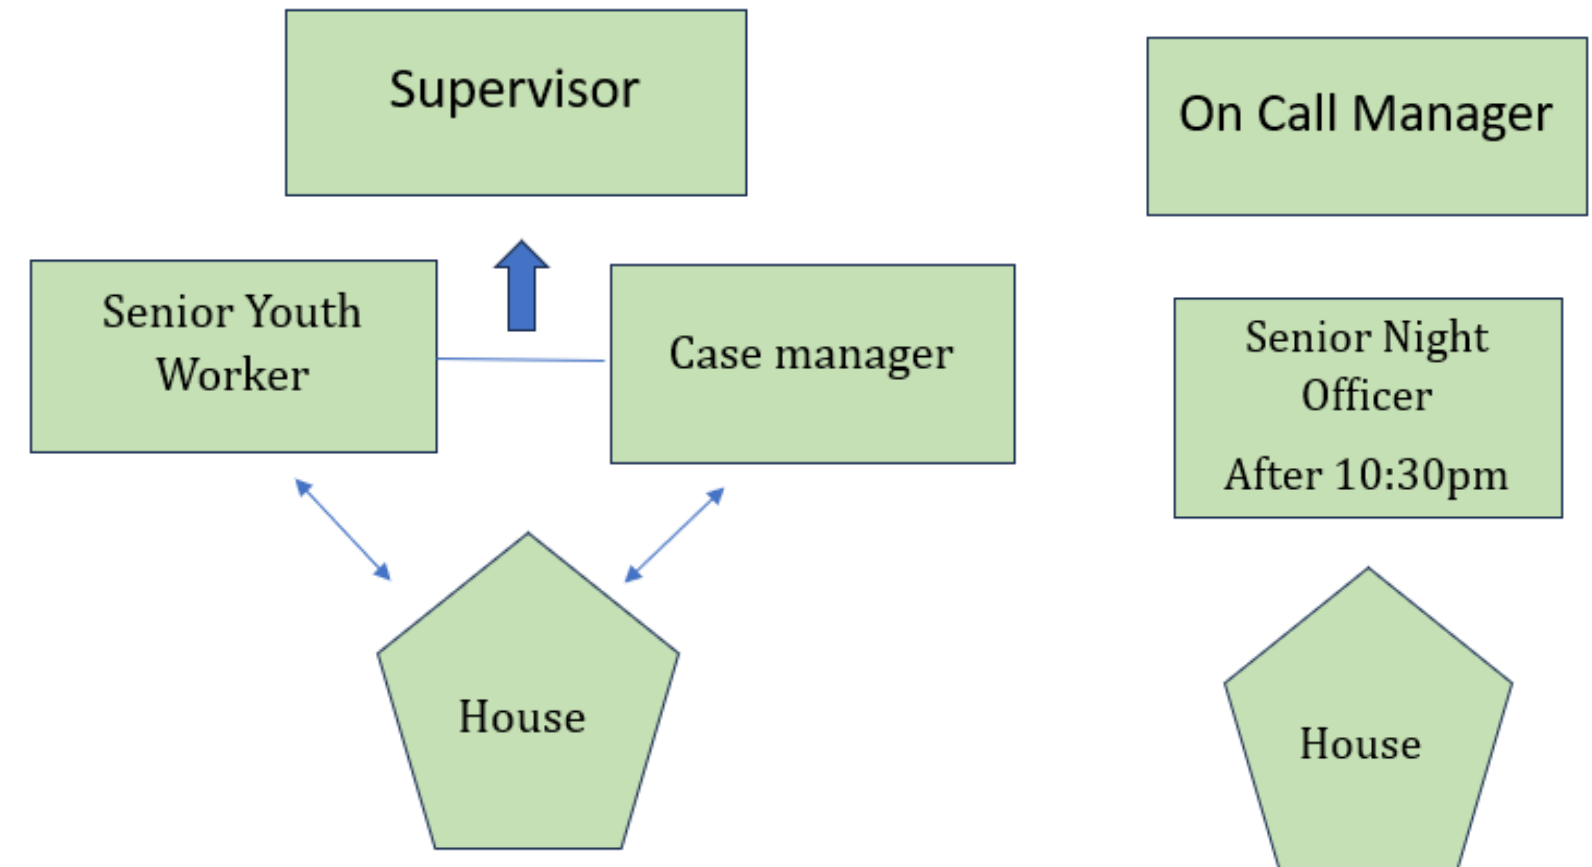 Supervisor
On Call Manager
Senior Youth
Worker
Case manager
Senior Night
Officer
After 10:30pm
House
House